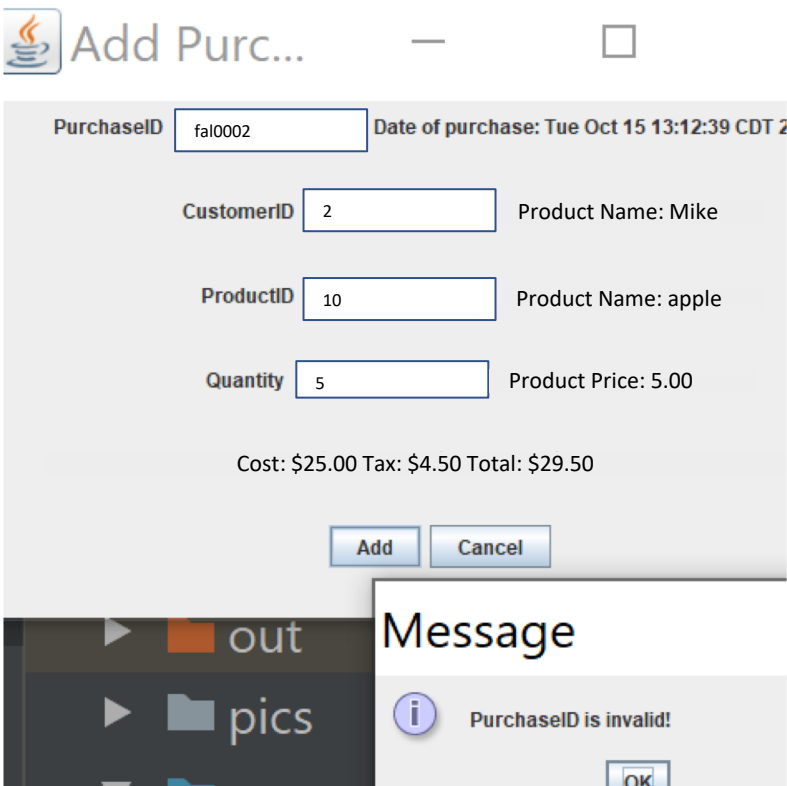 Add Purc...
PurchaseID fal0002 Date of purchase: Tue Oct 15 13:12:39 CDT 2
CustomerID 2 Product Name: Mike
ProductID 10 Product Name: apple
Quantity 5 Product Price: 5.00
Cost: $25.00 Tax: $4.50 Total: $29.50
Add Cancel
out
Message
pics
PurchaseID is invalid!
OK